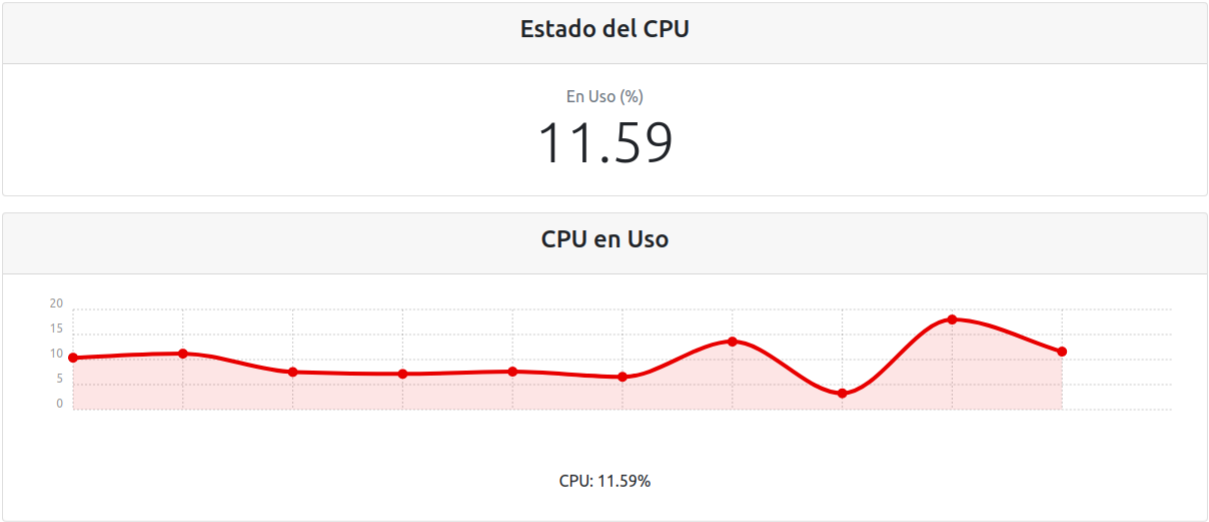 Estado del CPU
En Uso (%)
11.59
CPU en Uso
20
15
10
5
0
CPU: 11.59%